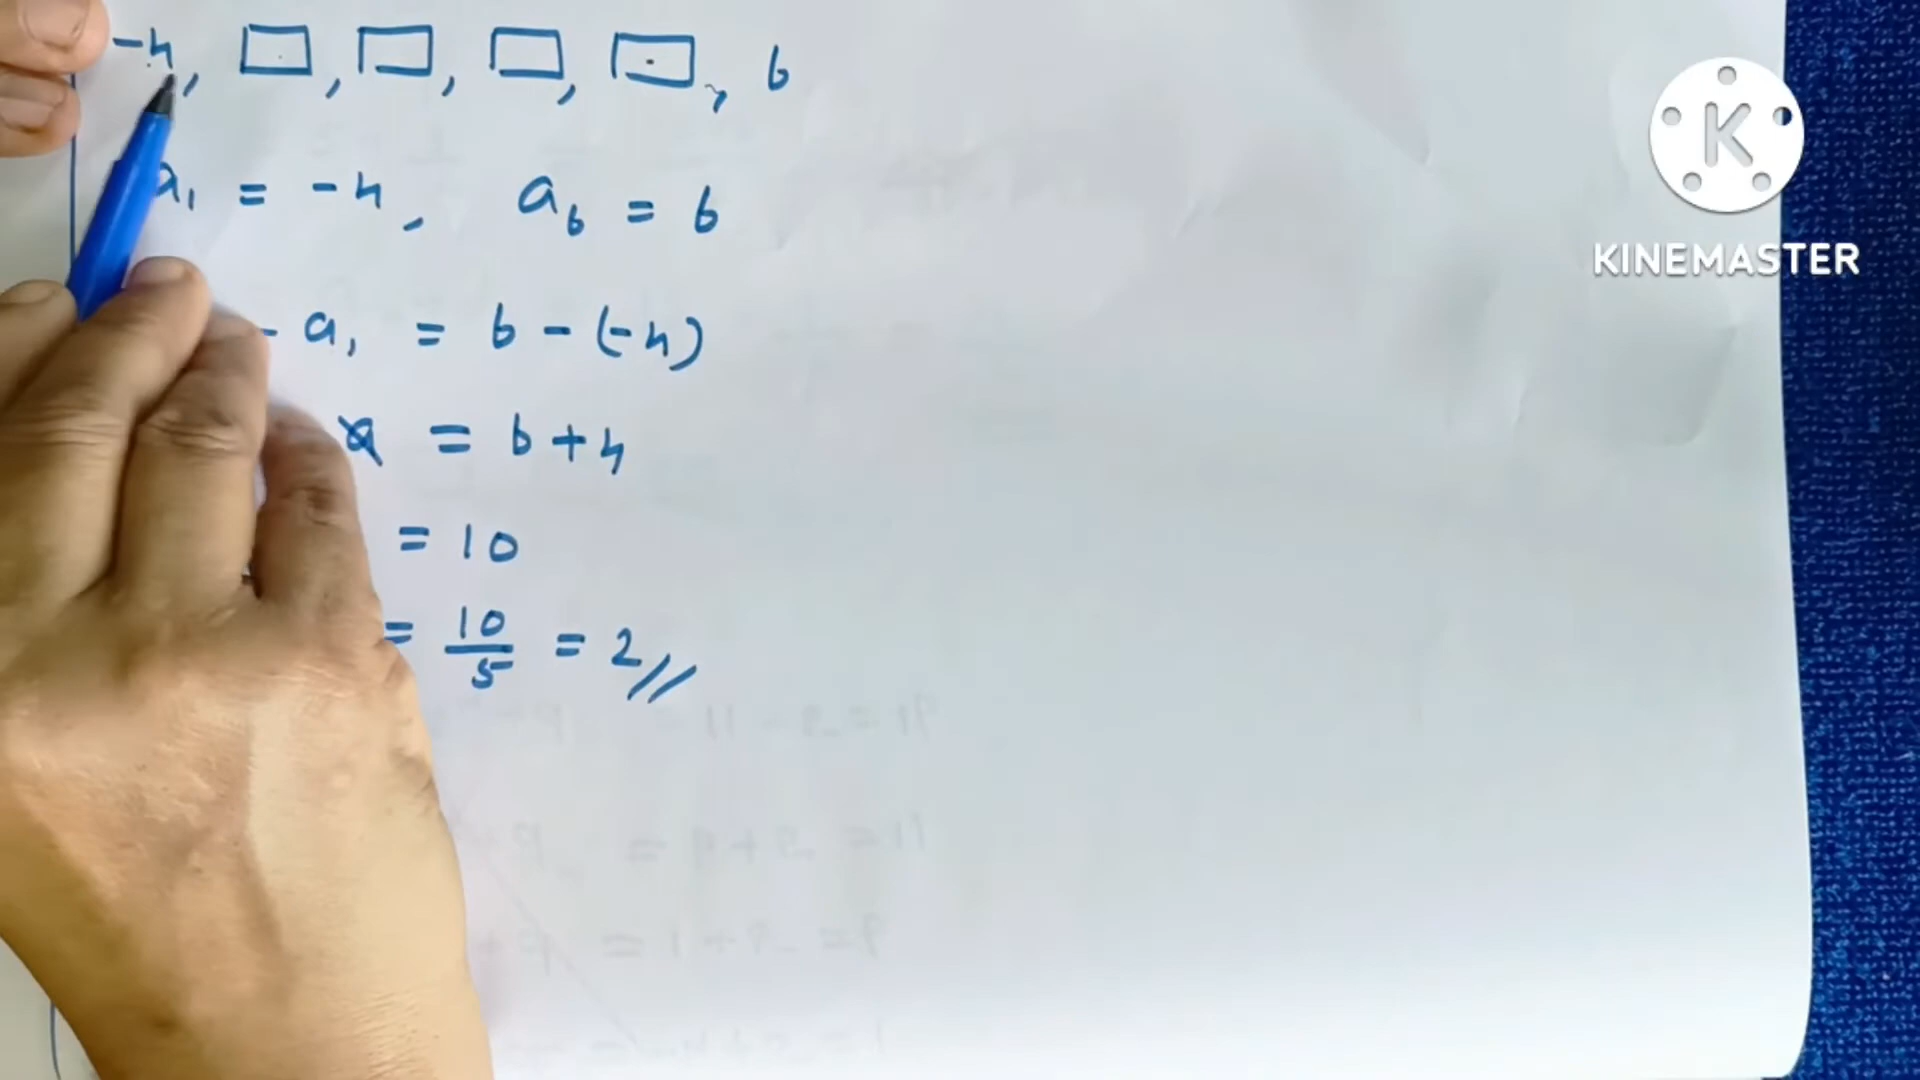 -4, □, □, □, □, 6
a₁ = -4, a₆ = 6
- a₁ = 6 - (-4)
= 6 + 4
= 10
= 10/5 = 2//
K
KINEMASTER